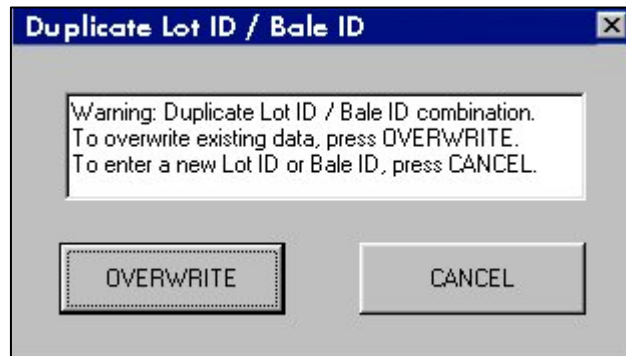 Duplicate Lot ID / Bale ID
Warning: Duplicate Lot ID / Bale ID combination.
To overwrite existing data, press OVERWRITE.
To enter a new Lot ID or Bale ID, press CANCEL.
OVERWRITE
CANCEL